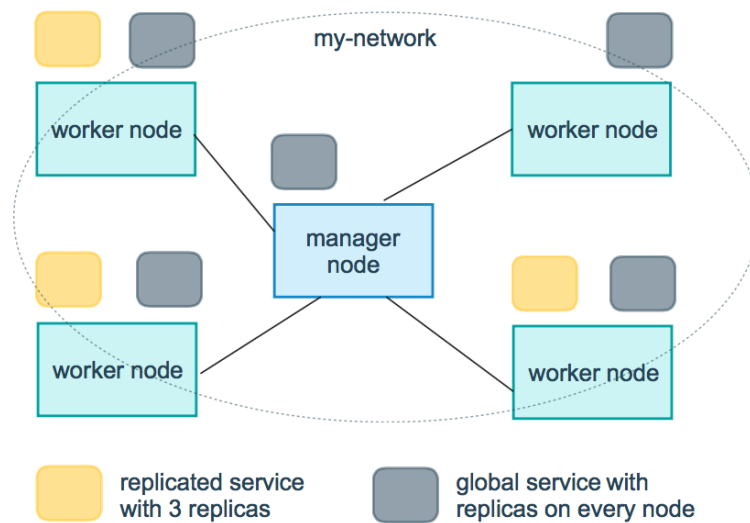 my-network
worker node
worker node
manager
node
worker node
worker node
replicated service
with 3 replicas
global service with
replicas on every node